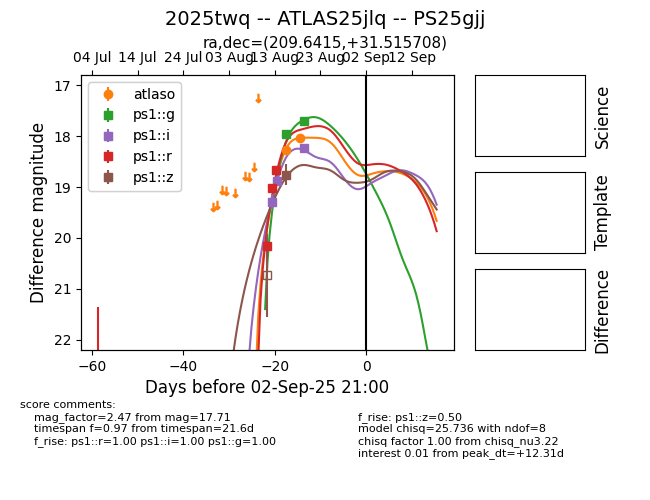 2025twq -- ATLAS25jlq -- PS25gjj
ra,dec=(209.6415,+31.515708)
04 Jul 14 Jul 24 Jul 03 Aug 13 Aug 23 Aug 02 Sep 12 Sep
17
18
19
20
21
22
Difference magnitude
atlaso
ps1::g
ps1::i
ps1::r
ps1::z
−60 −40 −20 0
Days before 02-Sep-25 21:00
Science
Template
Difference
score comments:
mag_factor=2.47 from mag=17.71
timespan f=0.97 from timespan=21.6d
f_rise: ps1::r=1.00 ps1::i=1.00 ps1::g=1.00
f_rise: ps1::z=0.50
model chisq=25.736 with ndof=8
chisq factor 1.00 from chisq_nu3.22
interest 0.01 from peak_dt=+12.31d